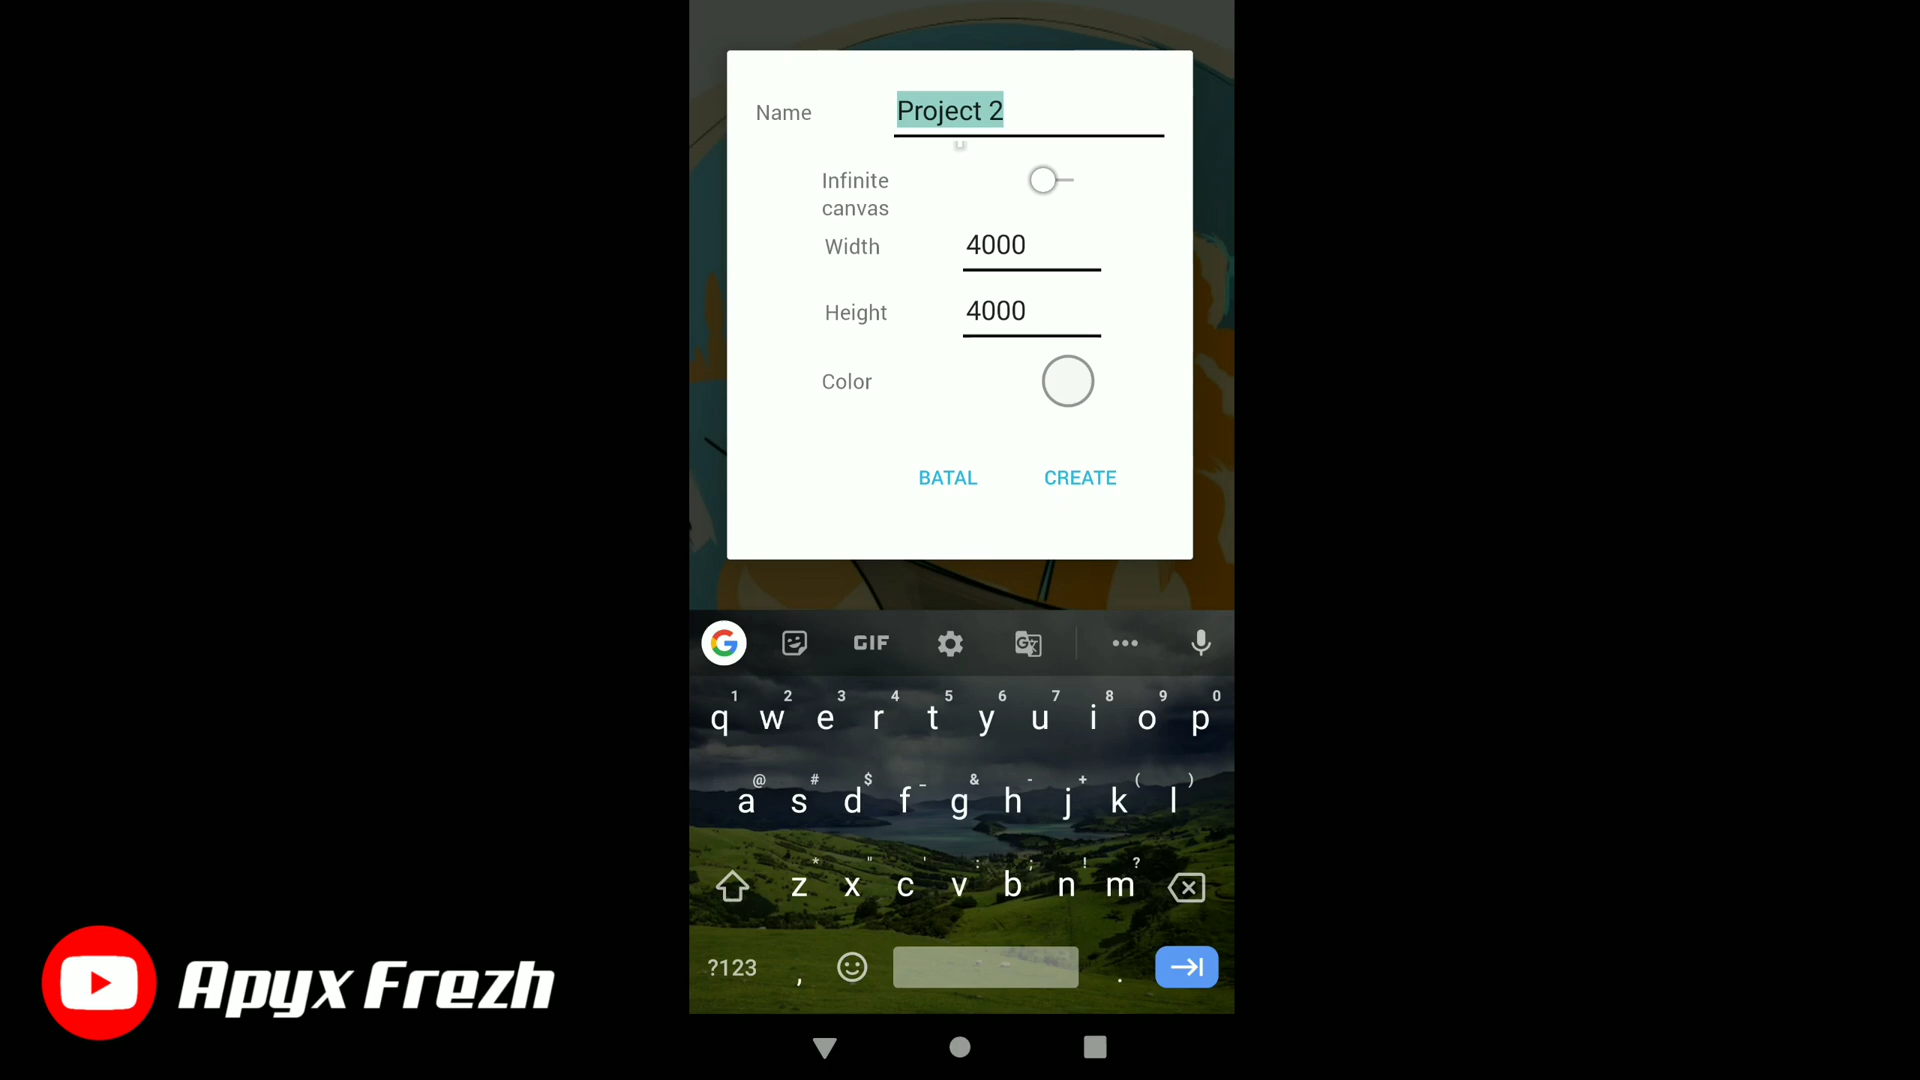 Name Project 2
Infinite
canvas
Width 4000
Height 4000
Color
BATAL CREATE
G GIF G
1 2 3 4 5 6 7 8 9 0
q w e r t y u i o p
@ # $ _ & - + ( )
a s d f g h j k l
* " ' : ; ! ?
z x c v b n m
?123 , .
Apyx Frezh